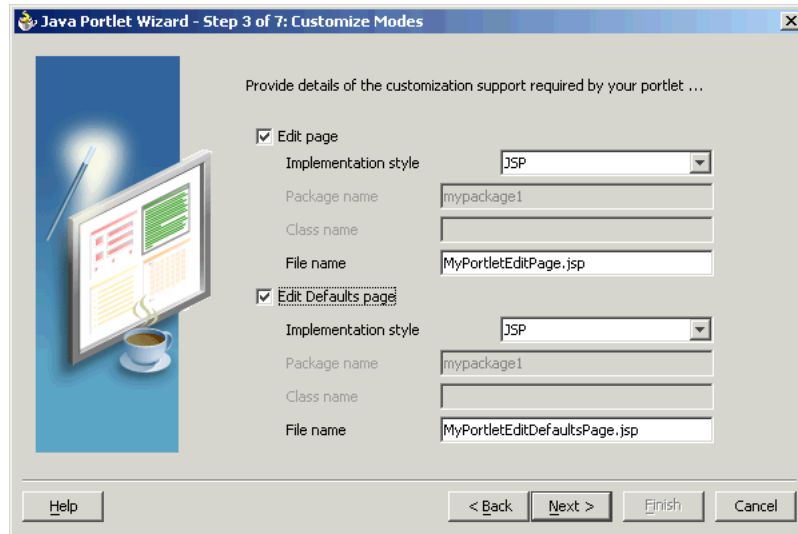 Java Portlet Wizard - Step 3 of 7: Customize Modes
Provide details of the customization support required by your portlet ...
Edit page
Implementation style JSP
Package name mypackage1
Class name
File name MyPortletEditPage.jsp
Edit Defaults page
Implementation style JSP
Package name mypackage1
Class name
File name MyPortletEditDefaultsPage.jsp
Help < Back Next > Finish Cancel